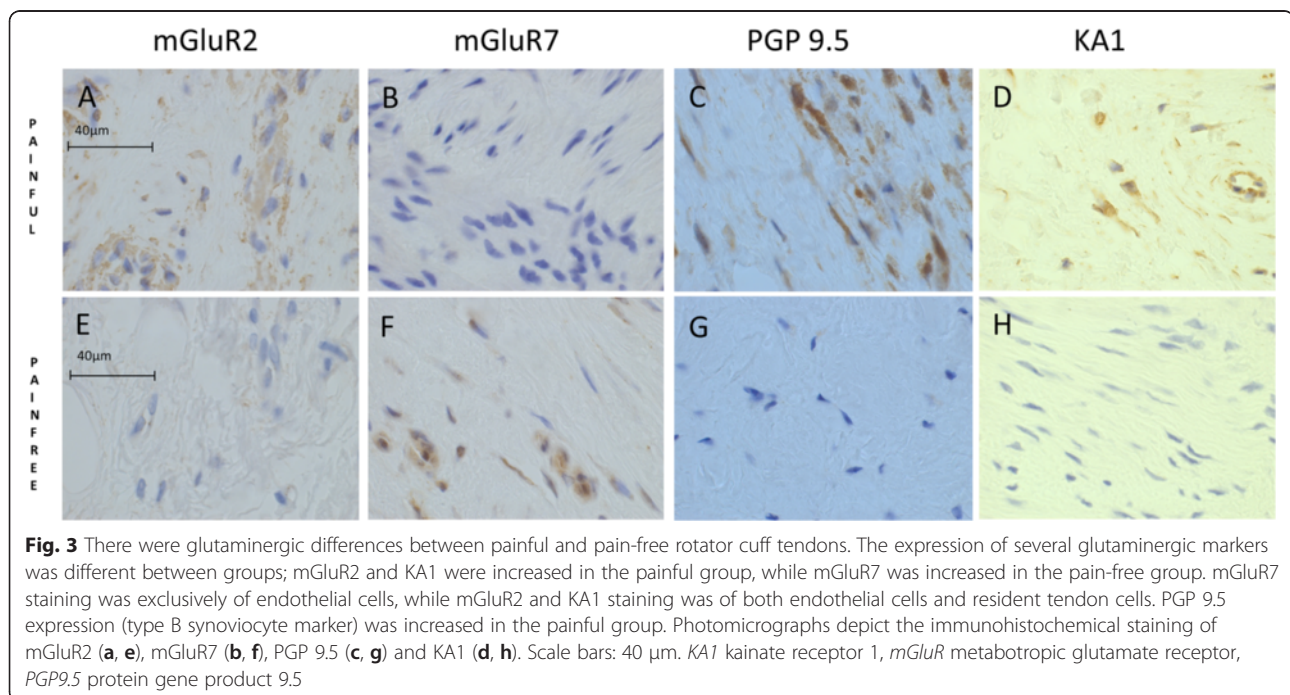 mGluR2 mGluR7 PGP 9.5 KA1
PAINFUL
A B C D
40μm
PAINFREE
E F G H
40μm
Fig. 3 There were glutaminergic differences between painful and pain-free rotator cuff tendons. The expression of several glutaminergic markers
was different between groups; mGluR2 and KA1 were increased in the painful group, while mGluR7 was increased in the pain-free group. mGluR7
staining was exclusively of endothelial cells, while mGluR2 and KA1 staining was of both endothelial cells and resident tendon cells. PGP 9.5
expression (type B synoviocyte marker) was increased in the painful group. Photomicrographs depict the immunohistochemical staining of
mGluR2 (a, e), mGluR7 (b, f), PGP 9.5 (c, g) and KA1 (d, h). Scale bars: 40 μm. KA1 kainate receptor 1, mGluR metabotropic glutamate receptor,
PGP9.5 protein gene product 9.5